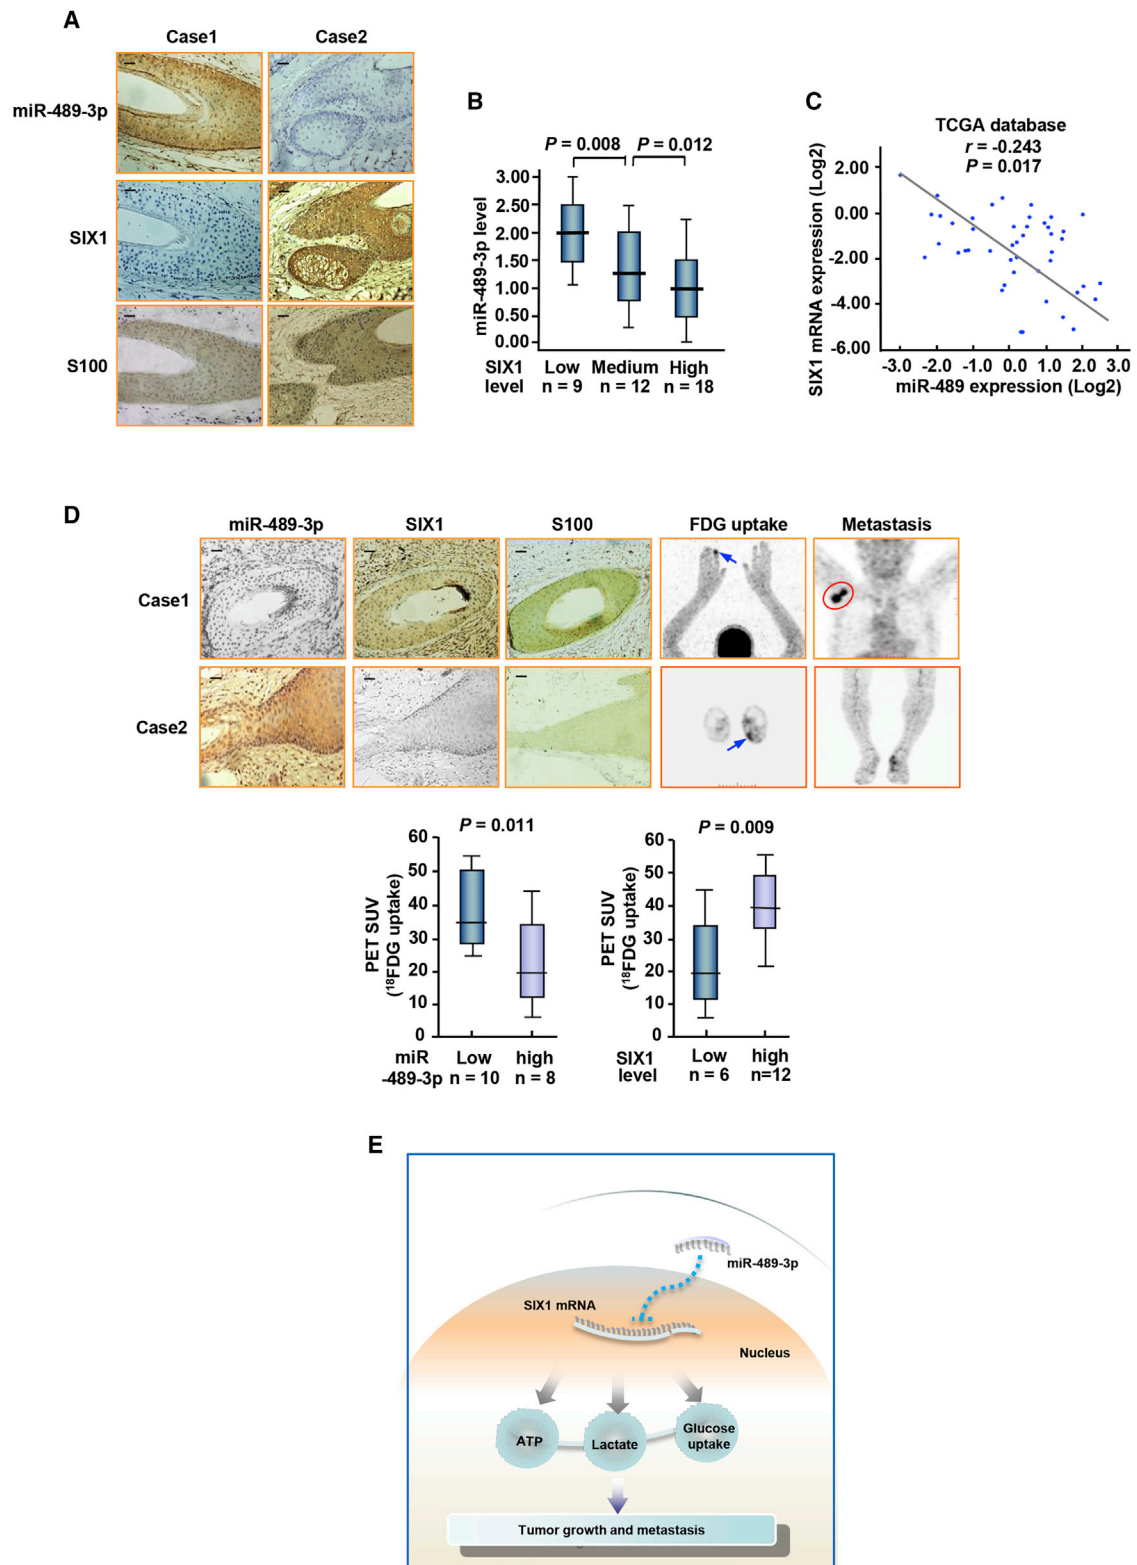 A
Case1 Case2
miR-489-3p
SIX1
S100
B
P = 0.008 P = 0.012
miR-489-3p level
3.00
2.50
2.00
1.50
1.00
0.50
0.00
SIX1 Low Medium High
level n = 9 n = 12 n = 18
C
TCGA database
r = -0.243
P = 0.017
SIX1 mRNA expression (Log2)
2.00
0.00
-2.00
-4.00
-6.00
-3.0 -2.0 -1.0 0.0 1.0 2.0 3.0
miR-489 expression (Log2)
D
miR-489-3p SIX1 S100 FDG uptake Metastasis
Case1
Case2
P = 0.011
PET SUV
(¹⁸FDG uptake)
60
50
40
30
20
10
0
miR Low high
-489-3p n = 10 n = 8
P = 0.009
PET SUV
(¹⁸FDG uptake)
60
50
40
30
20
10
0
SIX1 Low high
level n = 6 n=12
E
miR-489-3p
SIX1 mRNA
Nucleus
ATP
Lactate
Glucose
uptake
Tumor growth and metastasis